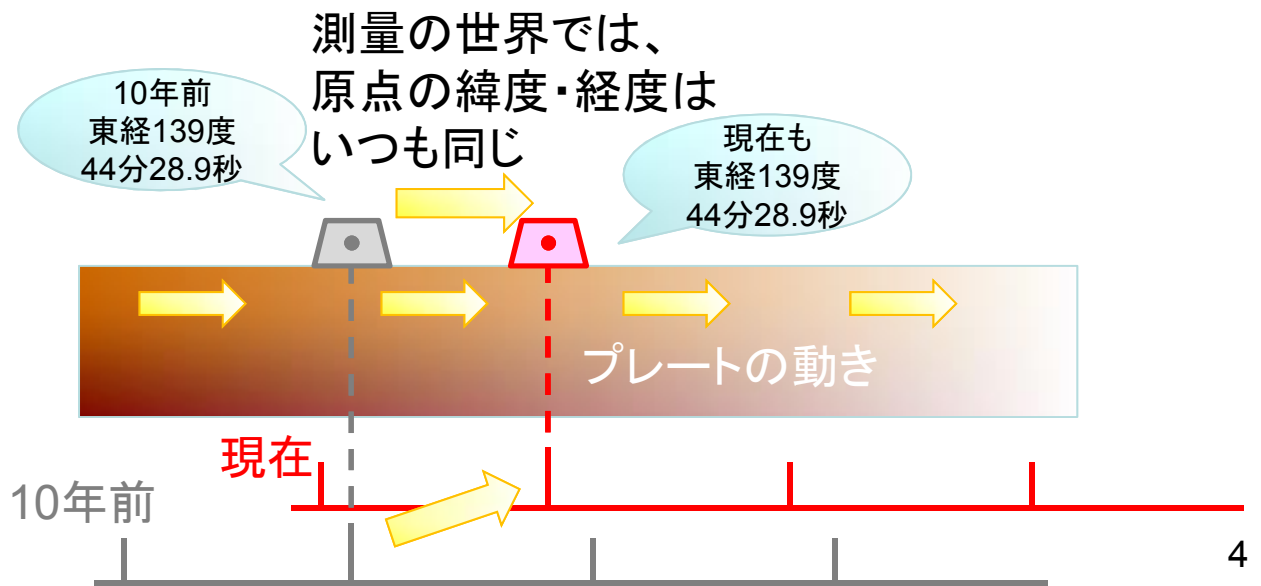 測量の世界では、
原点の緯度・経度は
いつも同じ
10年前
東経139度
44分28.9秒
現在も
東経139度
44分28.9秒
プレートの動き
現在
10年前
4